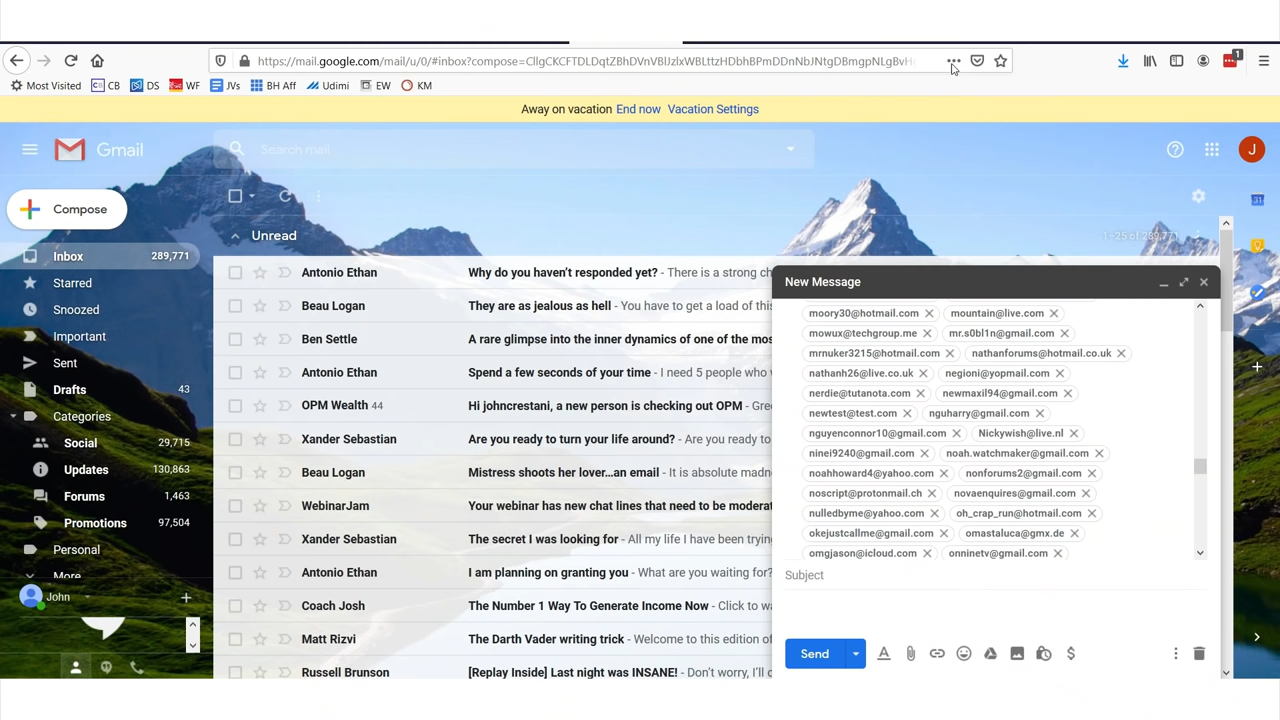 https://mail.google.com/mail/u/0/#inbox?compose=
1
Most Visited CB DS WF JVs BH Aff Udimi EW KM
Away on vacation End now Vacation Settings
Gmail
Search mail
J
Compose
Unread
1–25 of 289,771
Inbox 289,771
Starred
Snoozed
Important
Sent
Drafts 43
Categories
Social 29,715
Updates 130,863
Forums 1,463
Promotions 97,504
Personal
More
John
Antonio Ethan Why do you haven't responded yet? - There is a strong ch
Beau Logan They are as jealous as hell - You have to get a load of this
Ben Settle A rare glimpse into the inner dynamics of one of the mos
Antonio Ethan Spend a few seconds of your time - I need 5 people who
OPM Wealth 44 Hi johncrestani, a new person is checking out OPM - Gre
Xander Sebastian Are you ready to turn your life around? - Are you ready to
Beau Logan Mistress shoots her lover...an email - It is absolute madn
WebinarJam Your webinar has new chat lines that need to be moderat
Xander Sebastian The secret I was looking for - All my life I have been tryin
Antonio Ethan I am planning on granting you - What are you waiting for?
Coach Josh The Number 1 Way To Generate Income Now - Click to wa
Matt Rizvi The Darth Vader writing trick - Welcome to this edition of
Russell Brunson [Replay Inside] Last night was INSANE! - Don't worry, I'll
New Message
moory30@hotmail.com mountain@live.com
mowux@techgroup.me mr.s0bl1n@gmail.com
mrnuker3215@hotmail.com nathanforums@hotmail.co.uk
nathanh26@live.co.uk negioni@yopmail.com
nerdie@tutanota.com newmaxil94@gmail.com
newtest@test.com nguharry@gmail.com
nguyenconnor10@gmail.com Nickywish@live.nl
ninei9240@gmail.com noah.watchmaker@gmail.com
noahhoward4@yahoo.com nonforums2@gmail.com
noscript@protonmail.ch novaenquires@gmail.com
nulledbyme@yahoo.com oh_crap_run@hotmail.com
okejustcallme@gmail.com omastaluca@gmx.de
omgjason@icloud.com onninetv@gmail.com
Subject
Send